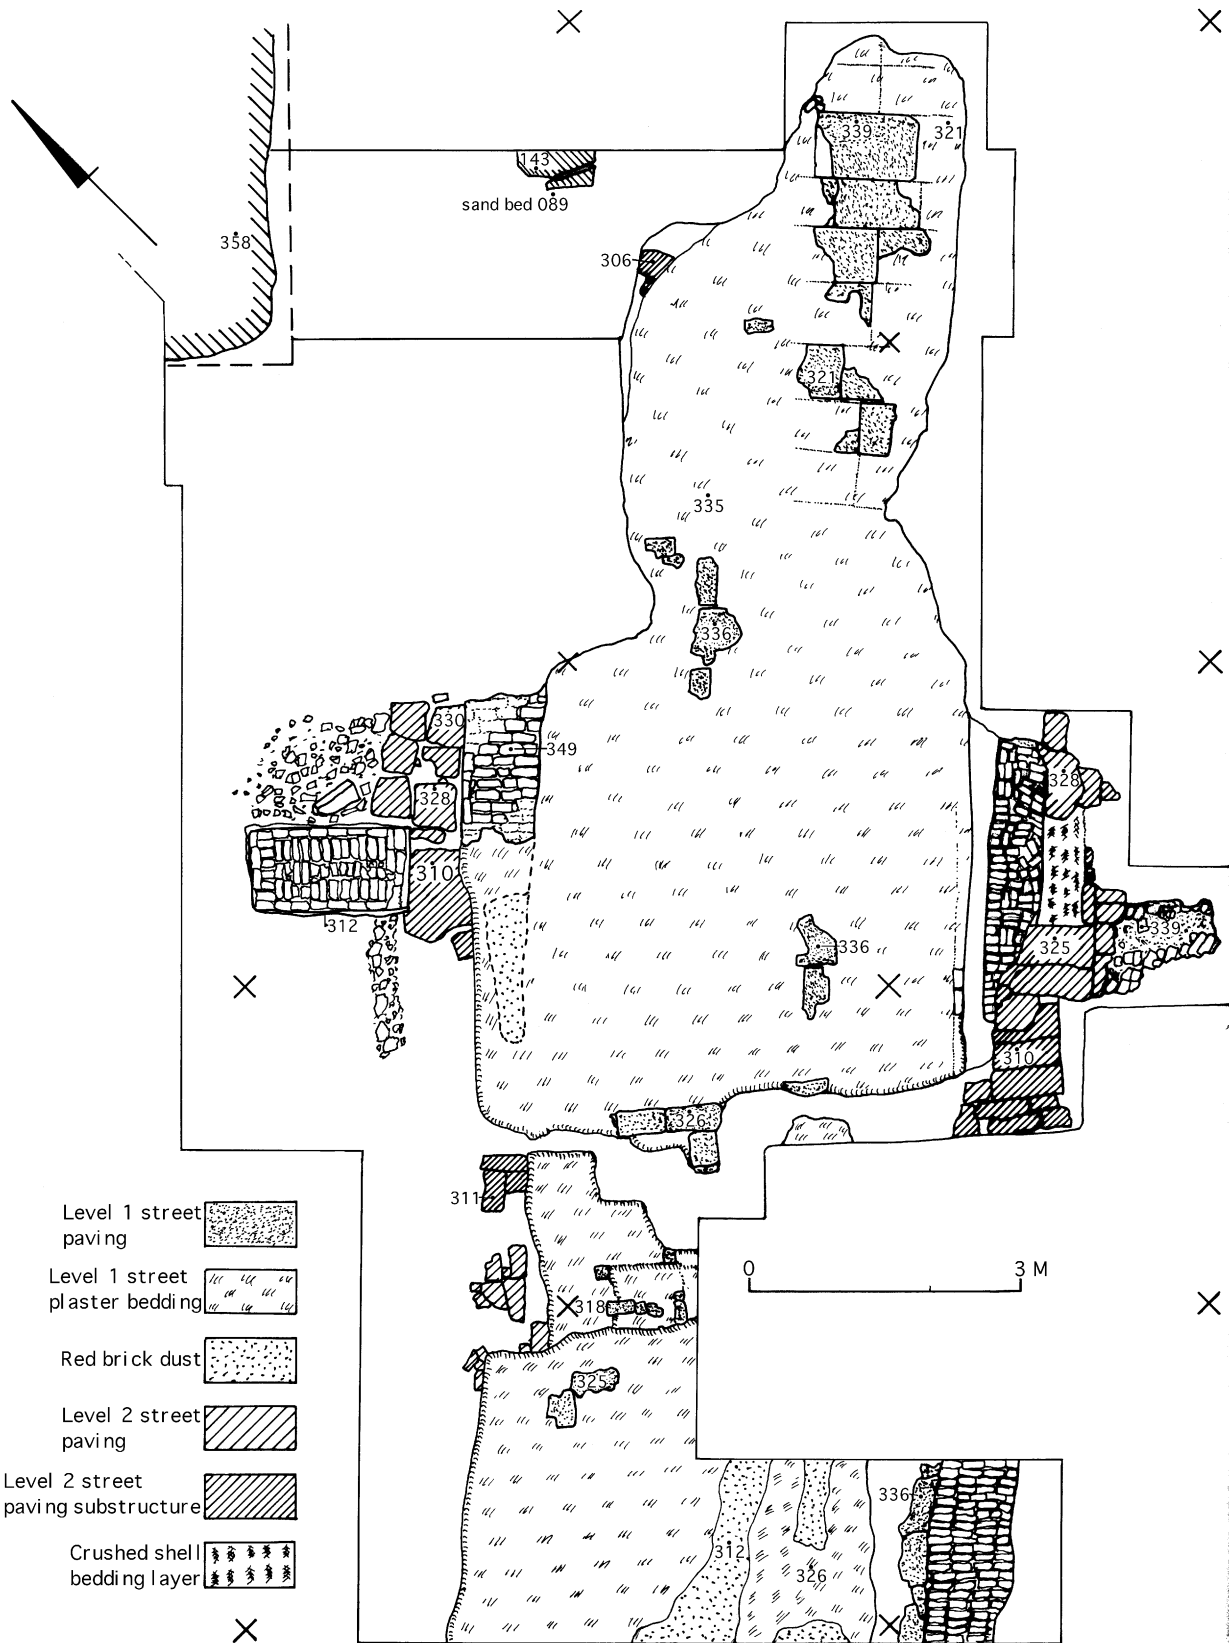 339
321
143
sand bed 089
358
306
321
335
336
330
349
328
328
310
312
339
336
325
310
326
311
Level 1 street
paving
0 3 M
Level 1 street
plaster bedding
318
Red brick dust
325
Level 2 street
paving
Level 2 street
paving substructure
336
Crushed shell
bedding layer
312
326